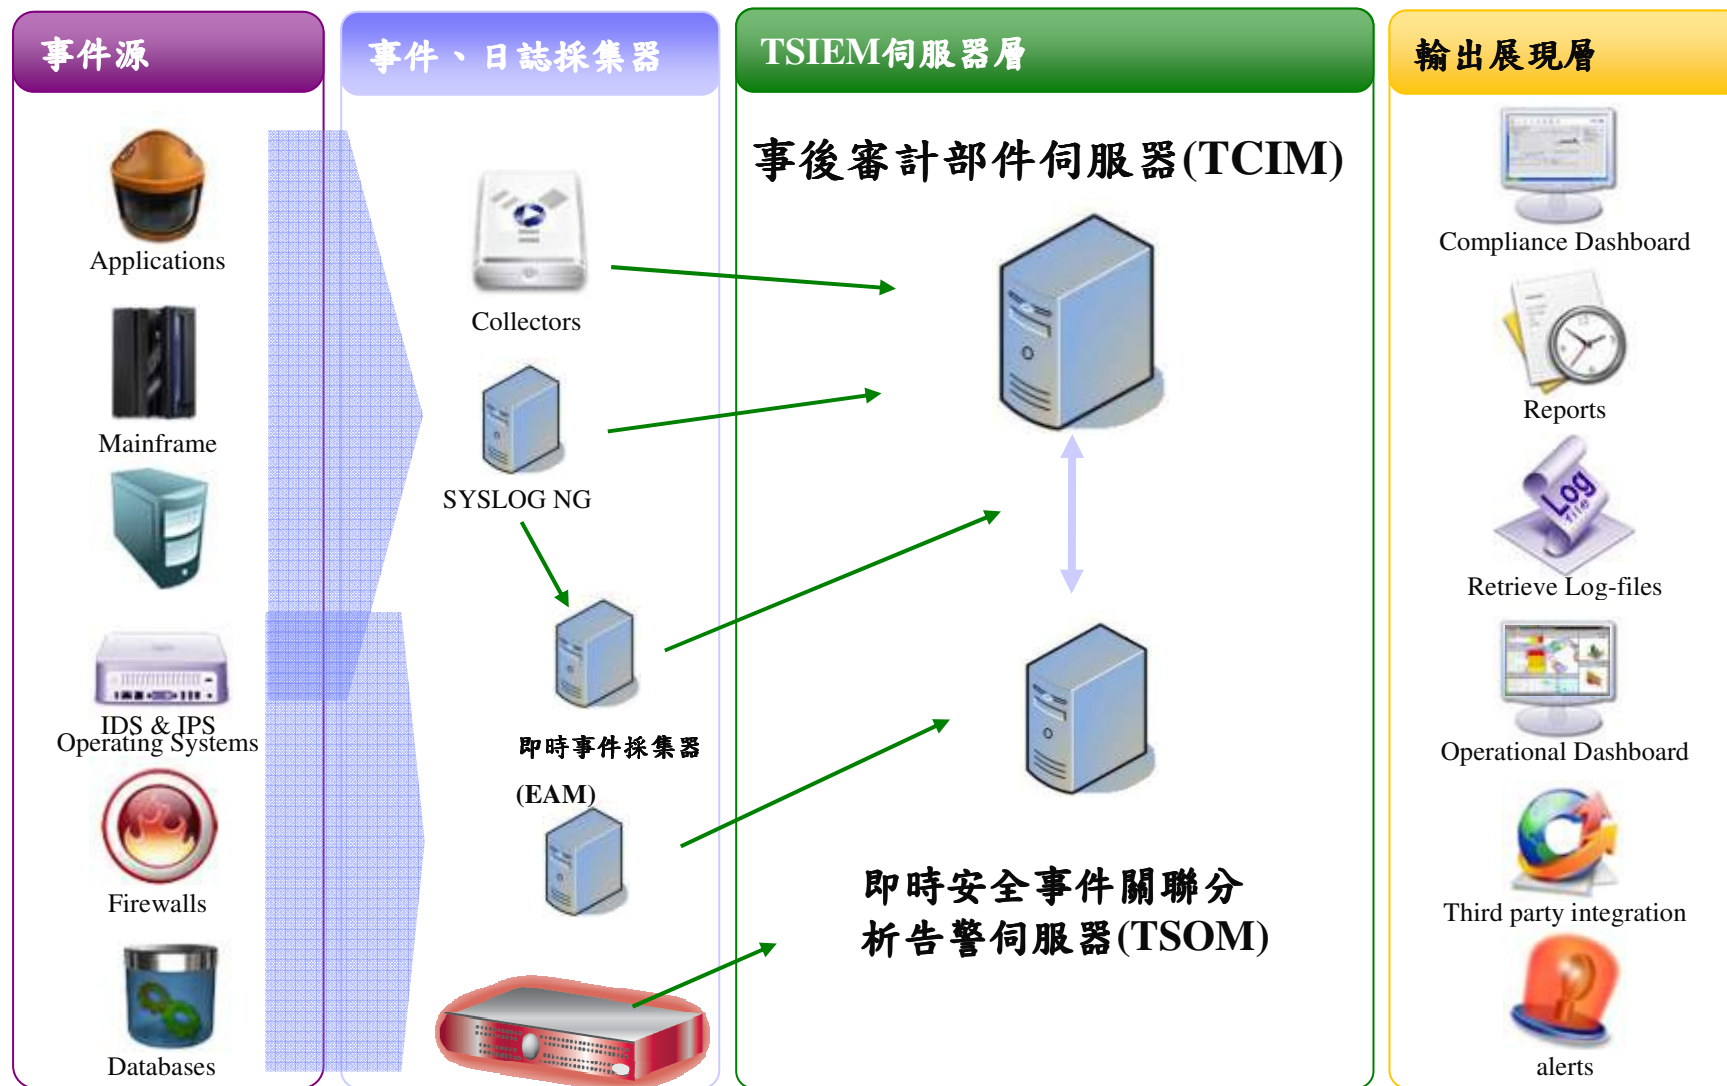 事件源
Applications
Mainframe
IDS & IPS
Operating Systems
Firewalls
Databases
事件、日誌採集器
Collectors
SYSLOG NG
即時事件採集器
(EAM)
TSIEM伺服器層
事後審計部件伺服器(TCIM)
即時安全事件關聯分
析告警伺服器(TSOM)
輸出展現層
Compliance Dashboard
Reports
Log
file
Retrieve Log-files
Operational Dashboard
Third party integration
alerts